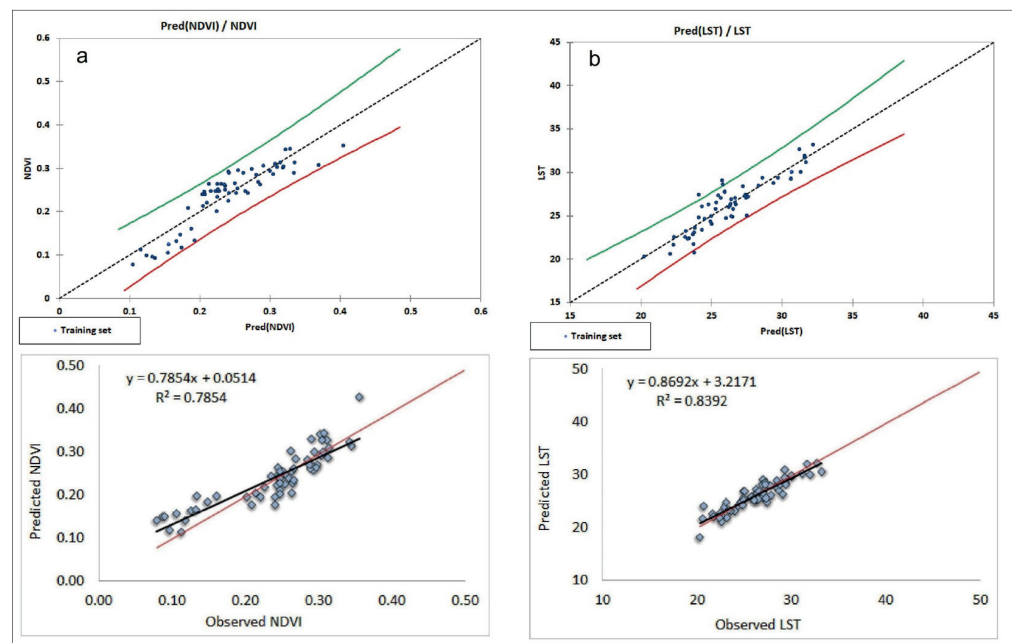 Pred(NDVI) / NDVI
a
0.6
0.5
0.4
0.3
0.2
0.1
0
NDVI
0
0.1
0.2
0.3
0.4
0.5
0.6
Pred(NDVI)
Training set
Pred(LST) / LST
b
45
40
35
30
25
20
15
LST
15
20
25
30
35
40
45
Pred(LST)
Training set
y = 0.7854x + 0.0514
R² = 0.7854
0.50
0.40
0.30
0.20
0.10
0.00
Predicted NDVI
0.00
0.10
0.20
0.30
0.40
0.50
Observed NDVI
y = 0.8692x + 3.2171
R² = 0.8392
50
40
30
20
10
Predicted LST
10
20
30
40
50
Observed LST